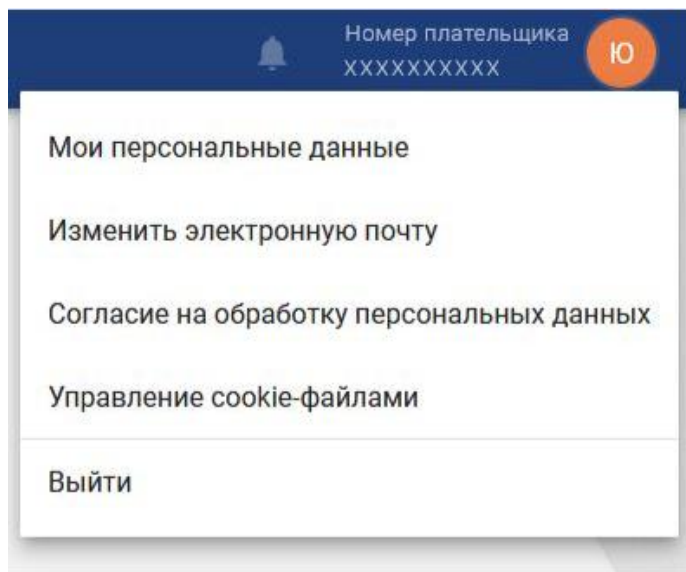 Номер плательщика
XXXXXXXXXX
Ю
Мои персональные данные
Изменить электронную почту
Согласие на обработку персональных данных
Управление cookie-файлами
Выйти